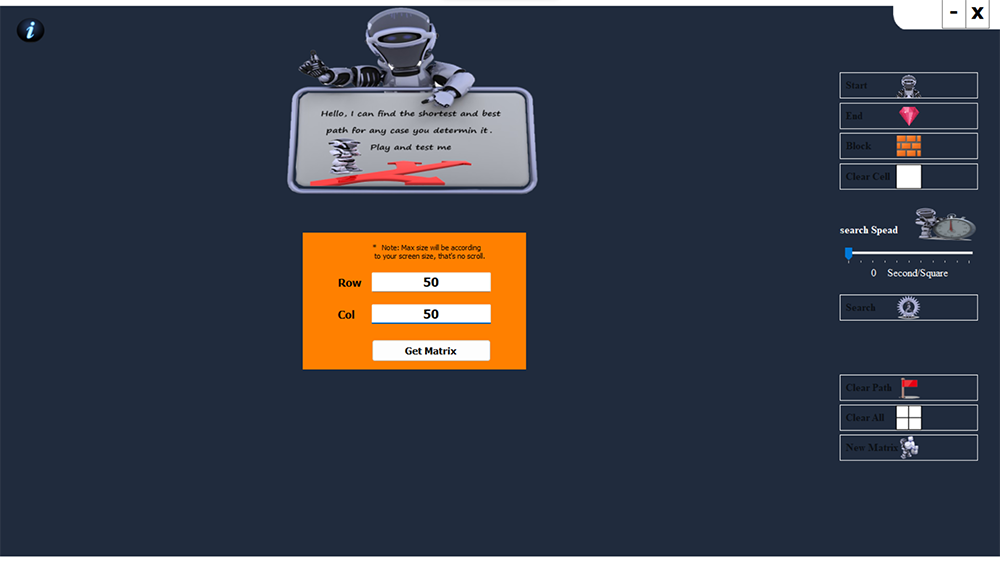 i
- X
Hello, I can find the shortest and best
path for any case you determin it .
Play and test me
* Note: Max size will be according
to your screen size, that's no scroll.
Row 50
Col 50
Get Matrix
Start
End
Block
Clear Cell
search Spead
0 Second/Square
Search
Clear Path
Clear All
New Matrix